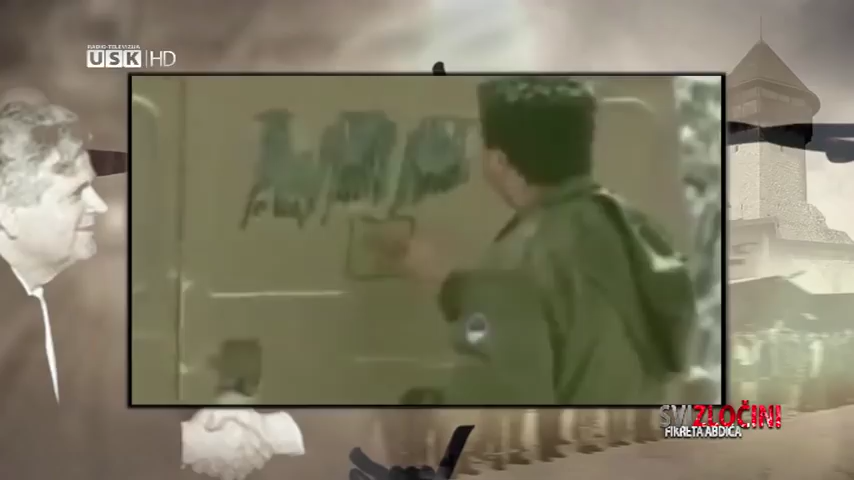 RADIO-TELEVIZIJA
USK HD
SVI ZLOČINI
FIKRETA ABDIĆA